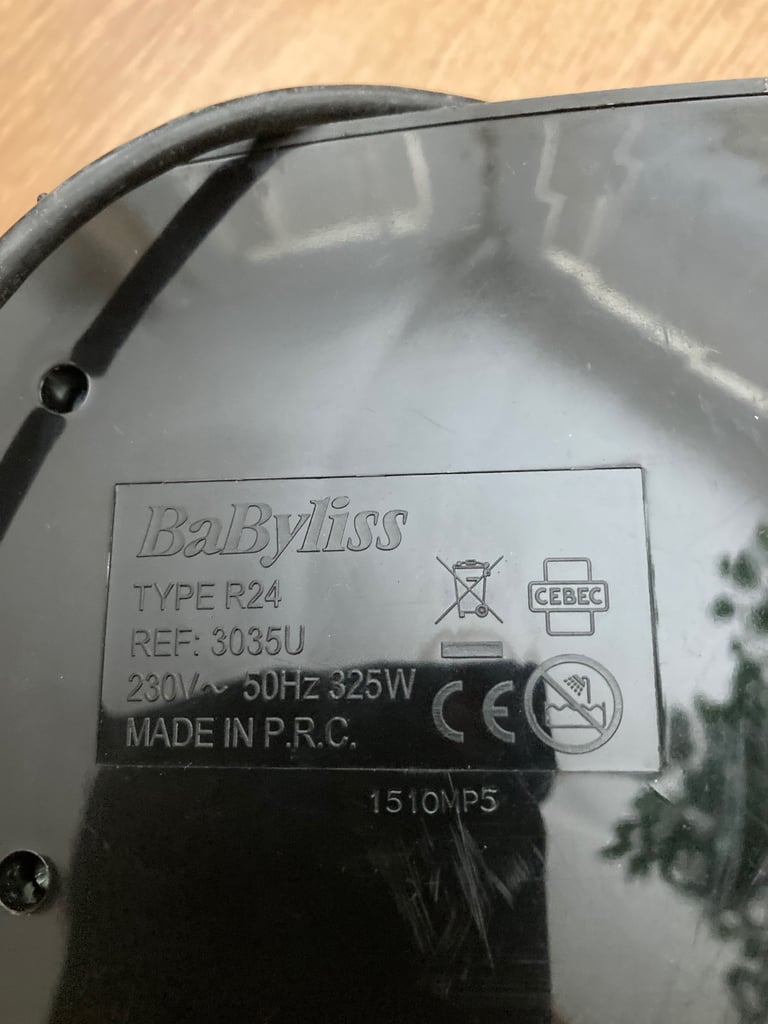 BaByliss
TYPE R24
REF: 3035U
230V~ 50Hz 325W
MADE IN P.R.C.
CEBEC
CE
1510MP5